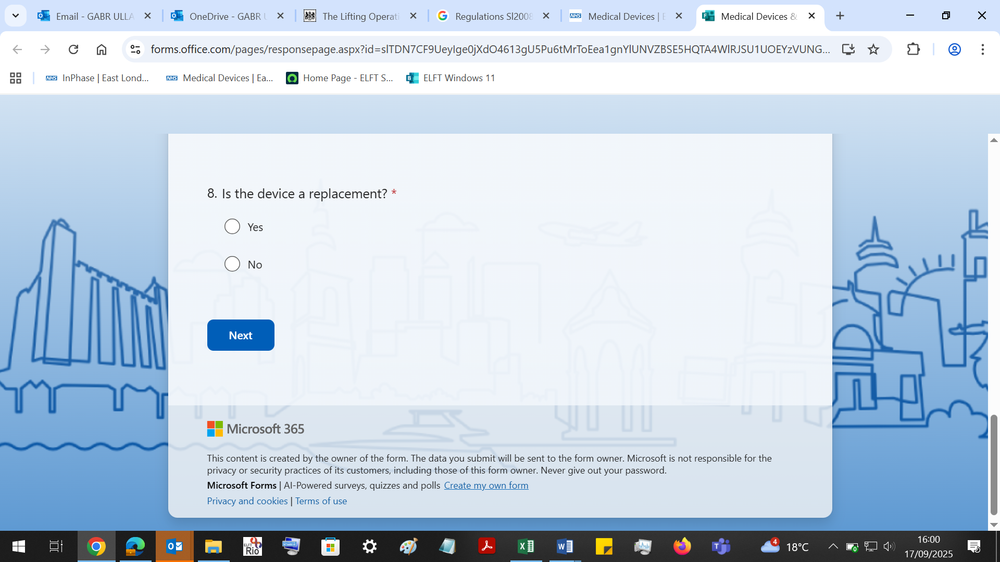 Email - GABR ULLA
OneDrive - GABR U
The Lifting Operati
Regulations SI2008
Medical Devices | E
Medical Devices &
forms.office.com/pages/responsepage.aspx?id=slTDN7CF9UeyIge0jXdO4613gU5Pu6tMrToEea1gnYlUNVZBSE5HQTA4WlRJSU1UOEYzVUNG...
InPhase | East Lond...
Medical Devices | Ea...
Home Page - ELFT S...
ELFT Windows 11
8. Is the device a replacement? *
Yes
No
Next
Microsoft 365
This content is created by the owner of the form. The data you submit will be sent to the form owner. Microsoft is not responsible for the
privacy or security practices of its customers, including those of this form owner. Never give out your password.
Microsoft Forms | AI-Powered surveys, quizzes and polls Create my own form
Privacy and cookies | Terms of use
ELFT
Rio
4
18°C
16:00
17/09/2025